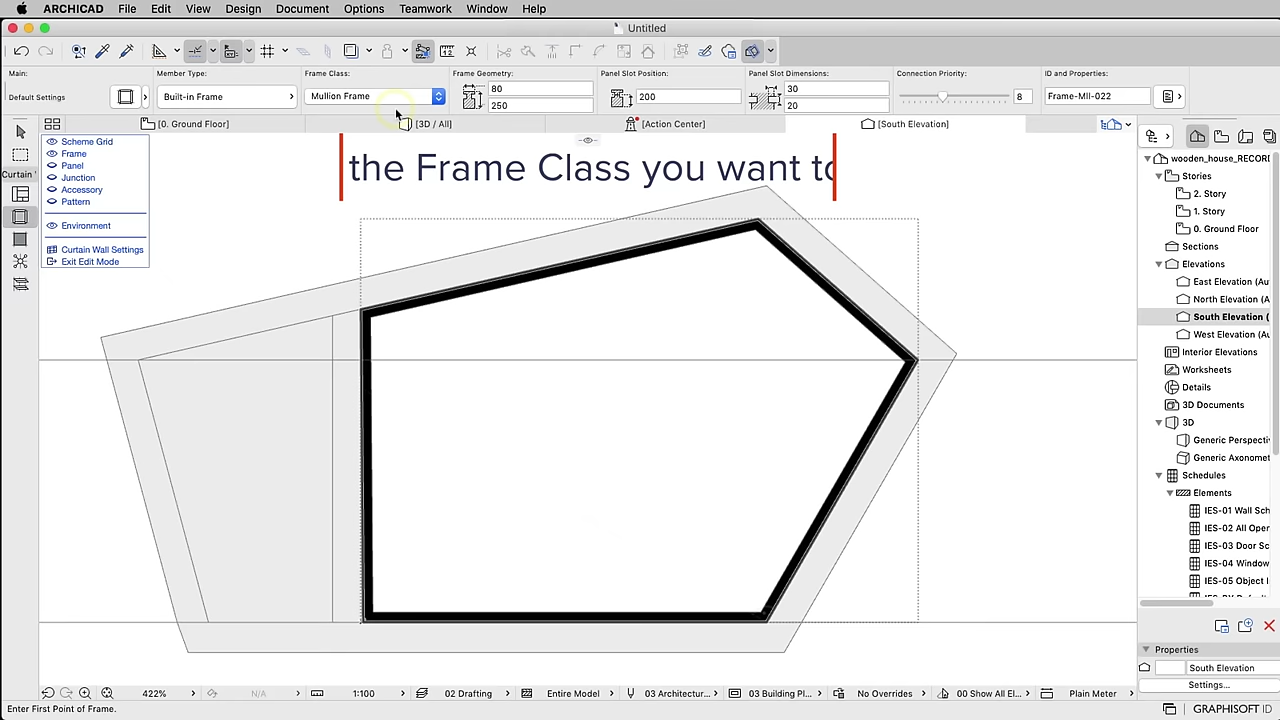 ARCHICAD File Edit View Design Document Options Teamwork Window Help
Untitled
Main:
Default Settings
Member Type:
Built-in Frame
Frame Class:
Mullion Frame
Frame Geometry:
80
250
Panel Slot Position:
200
Panel Slot Dimensions:
30
20
Connection Priority:
8
ID and Properties:
Frame-Mll-022
[0. Ground Floor] [3D / All] [Action Center] [South Elevation]
Curtain
Scheme Grid
Frame
Panel
Junction
Accessory
Pattern
Environment
Curtain Wall Settings
Exit Edit Mode
the Frame Class you want to
wooden_house_RECOR
Stories
2. Story
1. Story
0. Ground Floor
Sections
Elevations
East Elevation (Au
North Elevation (A
South Elevation (
West Elevation (Au
Interior Elevations
Worksheets
Details
3D Documents
3D
Generic Perspecti
Generic Axonomet
Schedules
Elements
IES-01 Wall Sch
IES-02 All Oper
IES-03 Door Sc
IES-04 Window
IES-05 Object I
Properties
South Elevation
Settings...
422% N/A 1:100 02 Drafting Entire Model 03 Architectur... 03 Building Pl... No Overrides 00 Show All El... Plain Meter
Enter First Point of Frame.
GRAPHISOFT ID